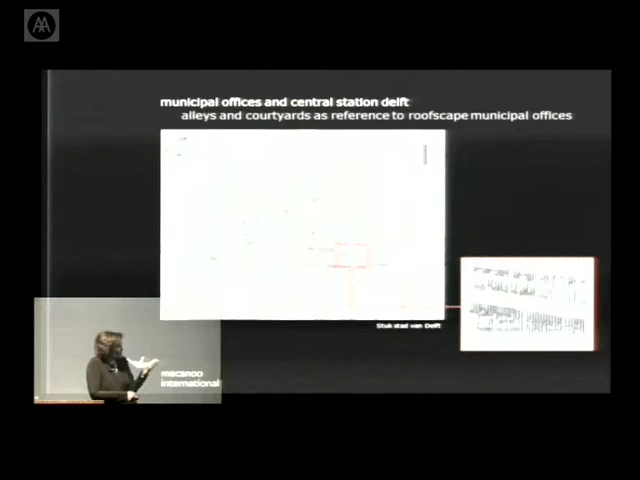 AA
municipal offices and central station delft
alleys and courtyards as reference to roofscape municipal offices
Stuk stad van Delft
mecanoo
international